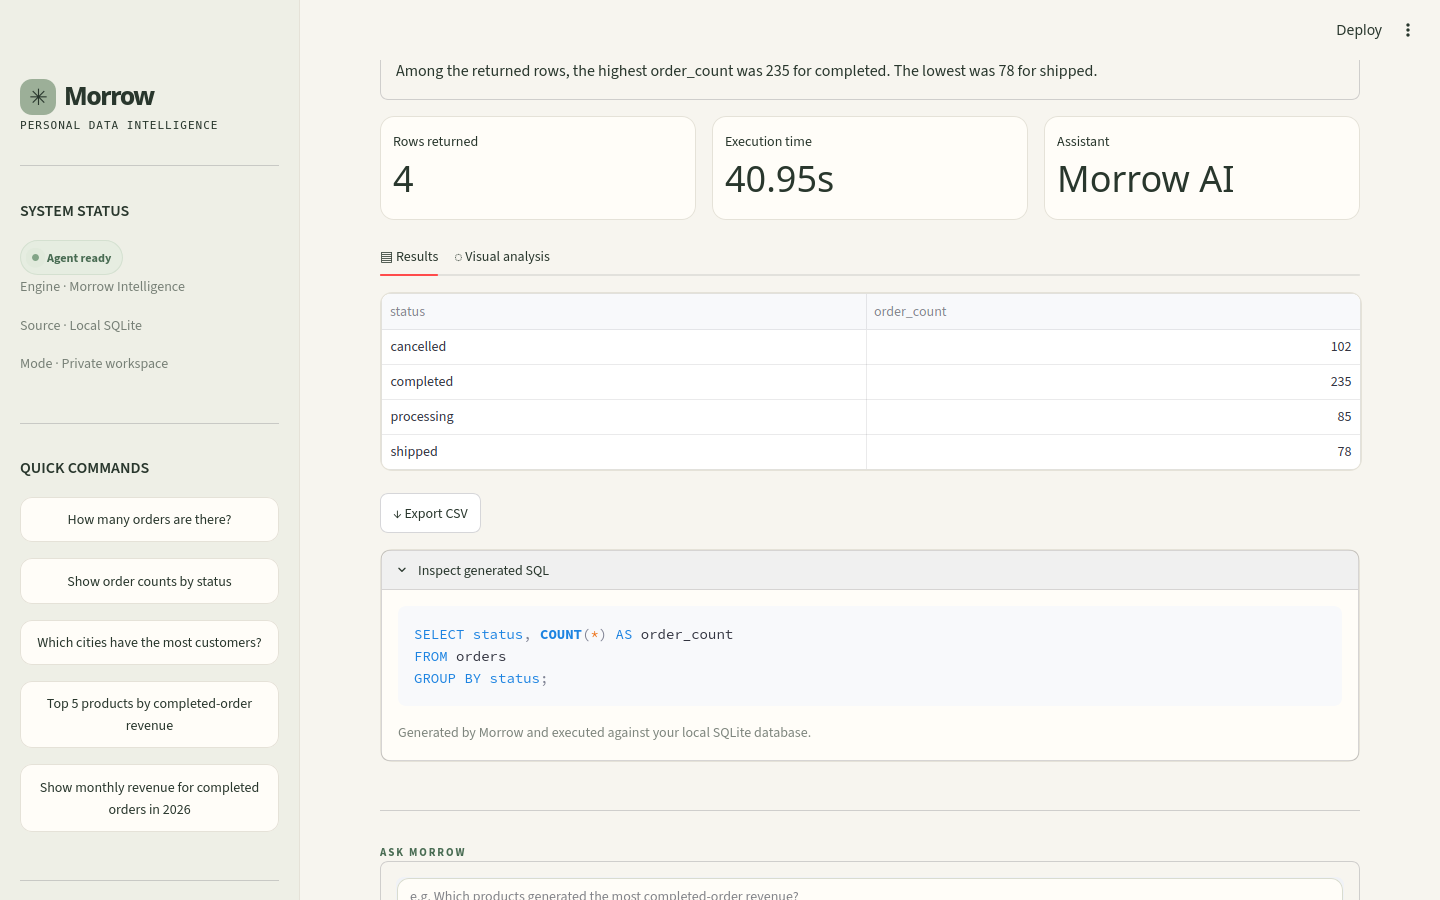 Deploy
Morrow
PERSONAL DATA INTELLIGENCE
SYSTEM STATUS
Agent ready
Engine · Morrow Intelligence
Source · Local SQLite
Mode · Private workspace
QUICK COMMANDS
How many orders are there?
Show order counts by status
Which cities have the most customers?
Top 5 products by completed-order
revenue
Show monthly revenue for completed
orders in 2026
Among the returned rows, the highest order_count was 235 for completed. The lowest was 78 for shipped.
Rows returned
4
Execution time
40.95s
Assistant
Morrow AI
▤ Results
◌ Visual analysis
status order_count
cancelled 102
completed 235
processing 85
shipped 78
↓ Export CSV
Inspect generated SQL
SELECT status, COUNT(*) AS order_count
FROM orders
GROUP BY status;
Generated by Morrow and executed against your local SQLite database.
ASK MORROW
e.g. Which products generated the most completed-order revenue?